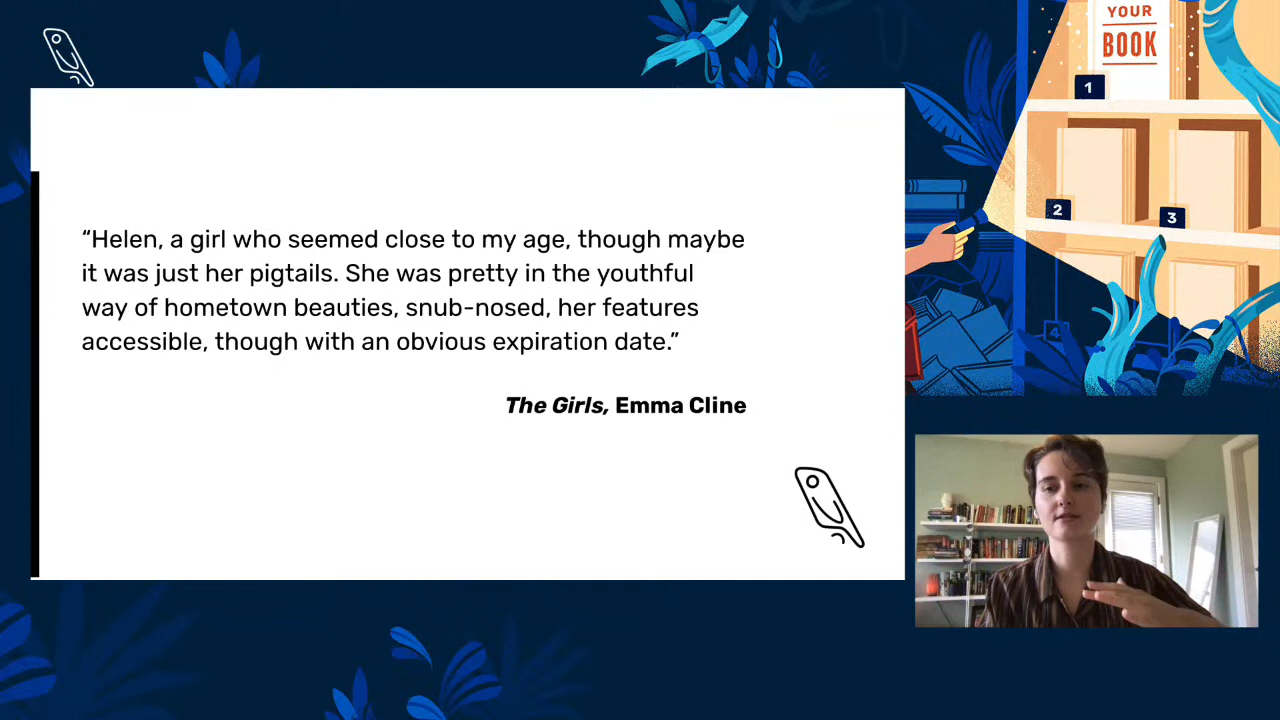 “Helen, a girl who seemed close to my age, though maybe
it was just her pigtails. She was pretty in the youthful
way of hometown beauties, snub-nosed, her features
accessible, though with an obvious expiration date.”
The Girls, Emma Cline
YOUR
BOOK
1
2
3
4